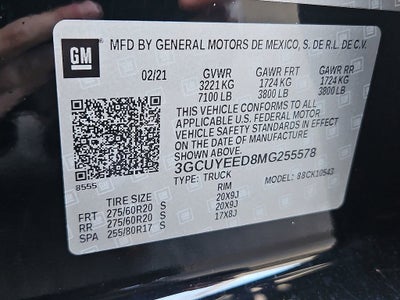 GM
MFD BY GENERAL MOTORS DE MEXICO, S. DE R.L. DE C.V.
02/21 GVWR GAWR FRT GAWR RR
3221 KG 1724 KG 1724 KG
7100 LB 3800 LB 3800 LB
THIS VEHICLE CONFORMS TO ALL
APPLICABLE U.S. FEDERAL MOTOR
VEHICLE SAFETY STANDARDS IN
EFFECT ON THE DATE OF MANUFACTURE
SHOWN ABOVE
3GCUYEED8MG255578
8555 TYPE: TRUCK
TIRE SIZE RIM
FRT 275/60R20 S 20X9J
RR 275/60R20 S 20X9J
SPA 255/80R17 S 17X8J